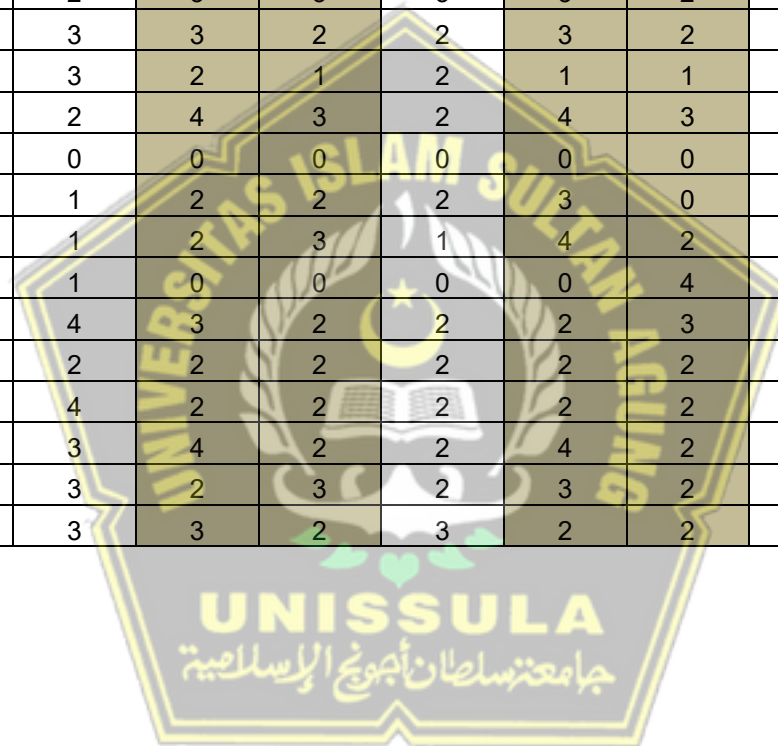 3 3 2 2 3 2
3 2 1 2 1 1
2 4 3 2 4 3
0 0 0 0 0 0
1 2 2 2 3 0
1 2 3 1 4 2
1 0 0 0 0 4
4 3 2 2 2 3
2 2 2 2 2 2
4 2 2 2 2 2
3 4 2 2 4 2
3 2 3 2 3 2
3 3 2 3 2 2
UNIVERSITAS ISLAM SULTAN AGUNG
UNISSULA
جامعنسلطان أجونج الإسلامية